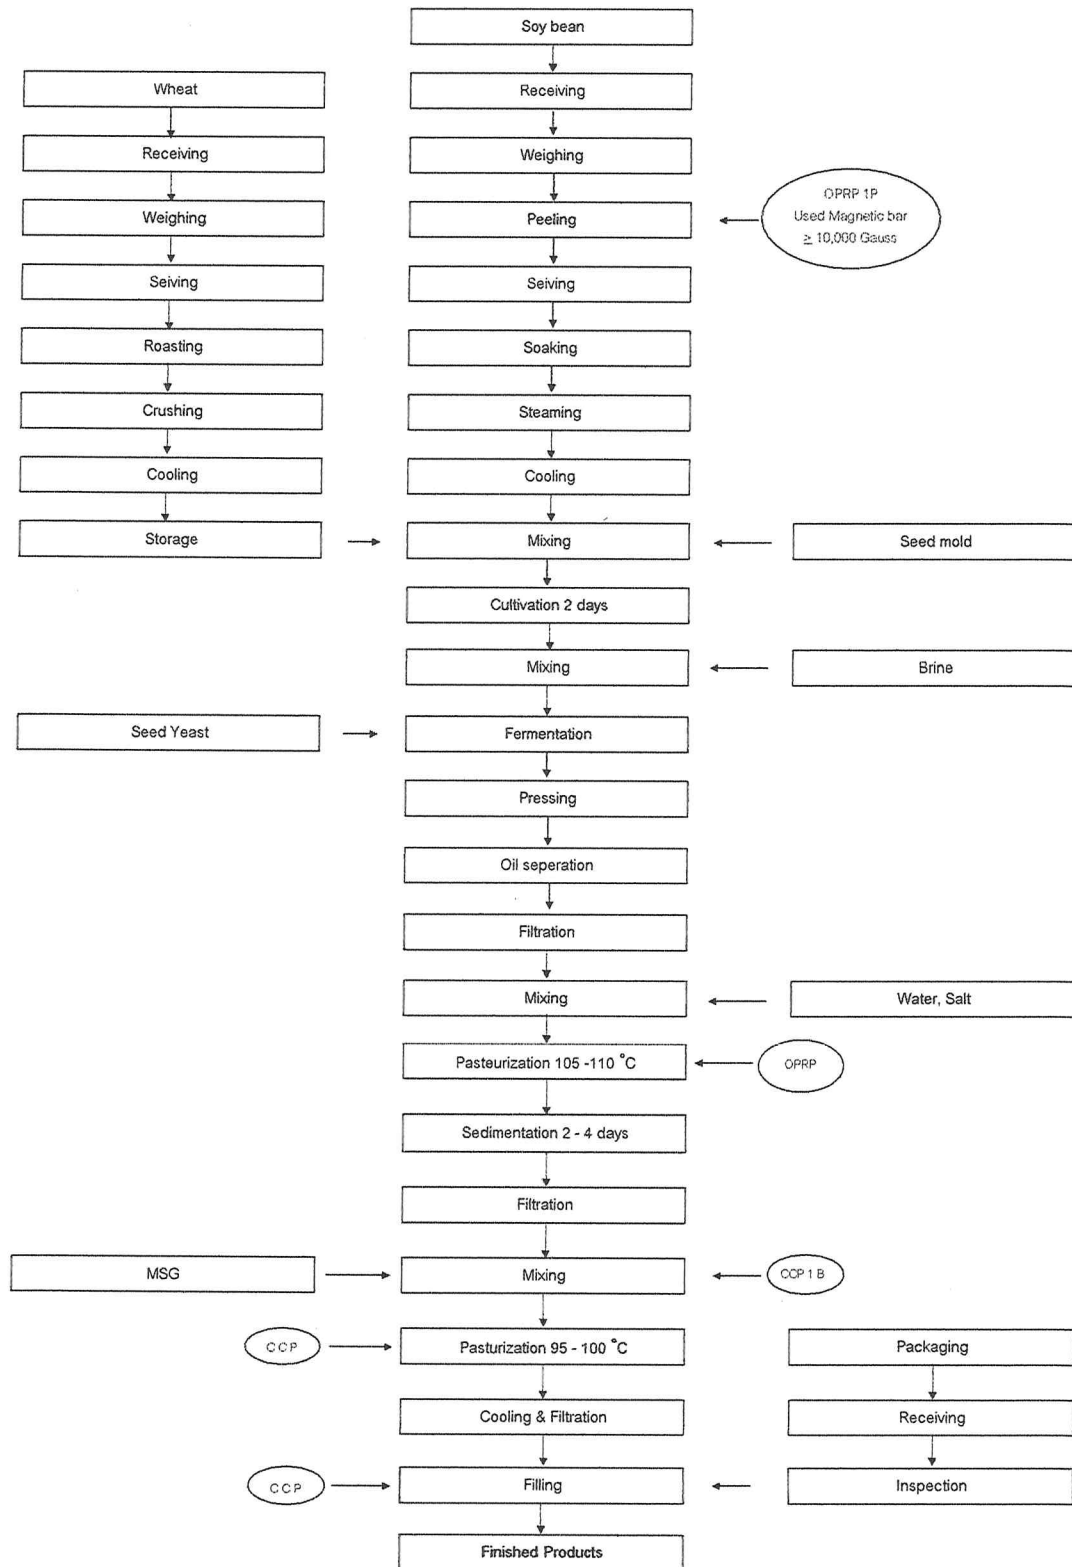 Soy bean
Wheat
Receiving
Receiving
Weighing
OPRP 1P
Used Magnetic bar
≥ 10,000 Gauss
Weighing
Peeling
Seiving
Seiving
Roasting
Soaking
Crushing
Steaming
Cooling
Cooling
Storage
Mixing
Seed mold
Cultivation 2 days
Mixing
Brine
Seed Yeast
Fermentation
Pressing
Oil seperation
Filtration
Mixing
Water, Salt
Pasteurization 105 -110 °C
OPRP
Sedimentation 2 - 4 days
Filtration
MSG
Mixing
CCP 1 B
CCP
Pasturization 95 - 100 °C
Packaging
Cooling & Filtration
Receiving
CCP
Filling
Inspection
Finished Products